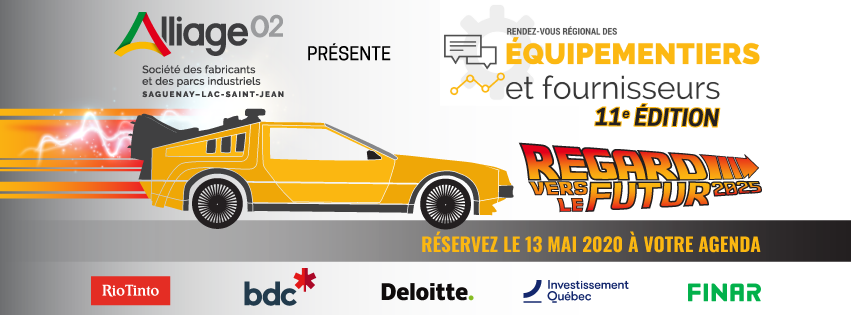 Alliage 02
Société des fabricants
et des parcs industriels
SAGUENAY–LAC-SAINT-JEAN
PRÉSENTE
RENDEZ-VOUS RÉGIONAL DES
ÉQUIPEMENTIERS
et fournisseurs
11e ÉDITION
REGARD
VERS
LE FUTUR 2025
RÉSERVEZ LE 13 MAI 2020 À VOTRE AGENDA
RioTinto
bdc
Deloitte.
Investissement
Québec
FINAR